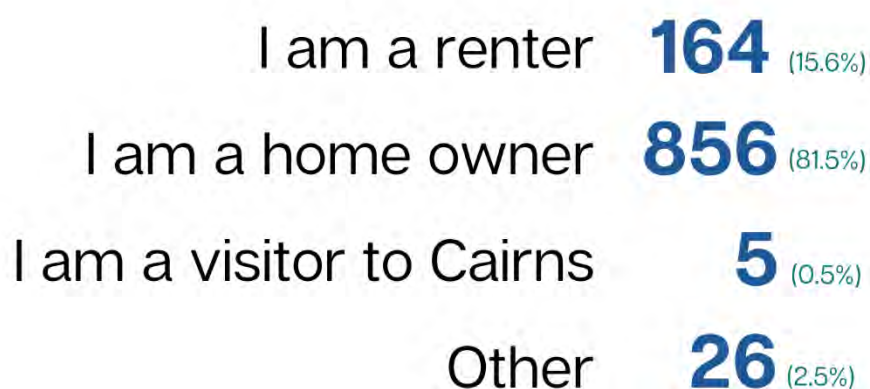 I am a renter 164 (15.6%)
I am a home owner 856 (81.5%)
I am a visitor to Cairns 5 (0.5%)
Other 26 (2.5%)